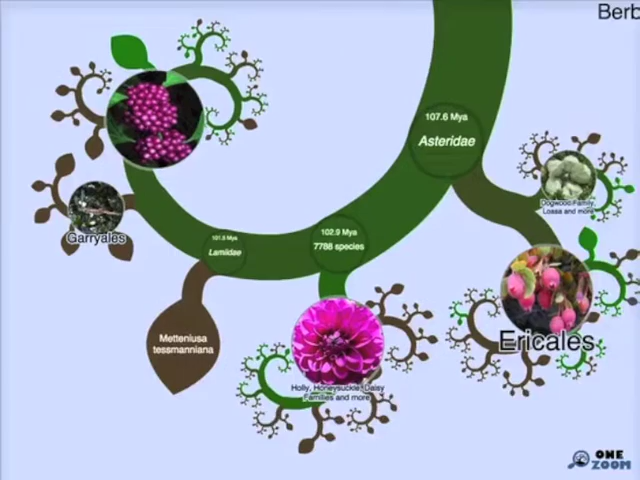 Berb
107.6 Mya
Asteridae
Dogwood Family,
Loasa and more
Garryales
101.5 Mya
Lamiidae
102.9 Mya
7788 species
Ericales
Metteniusa
tessmanniana
Holly, Honeysuckle, Daisy
Families and more
ONE
ZOOM